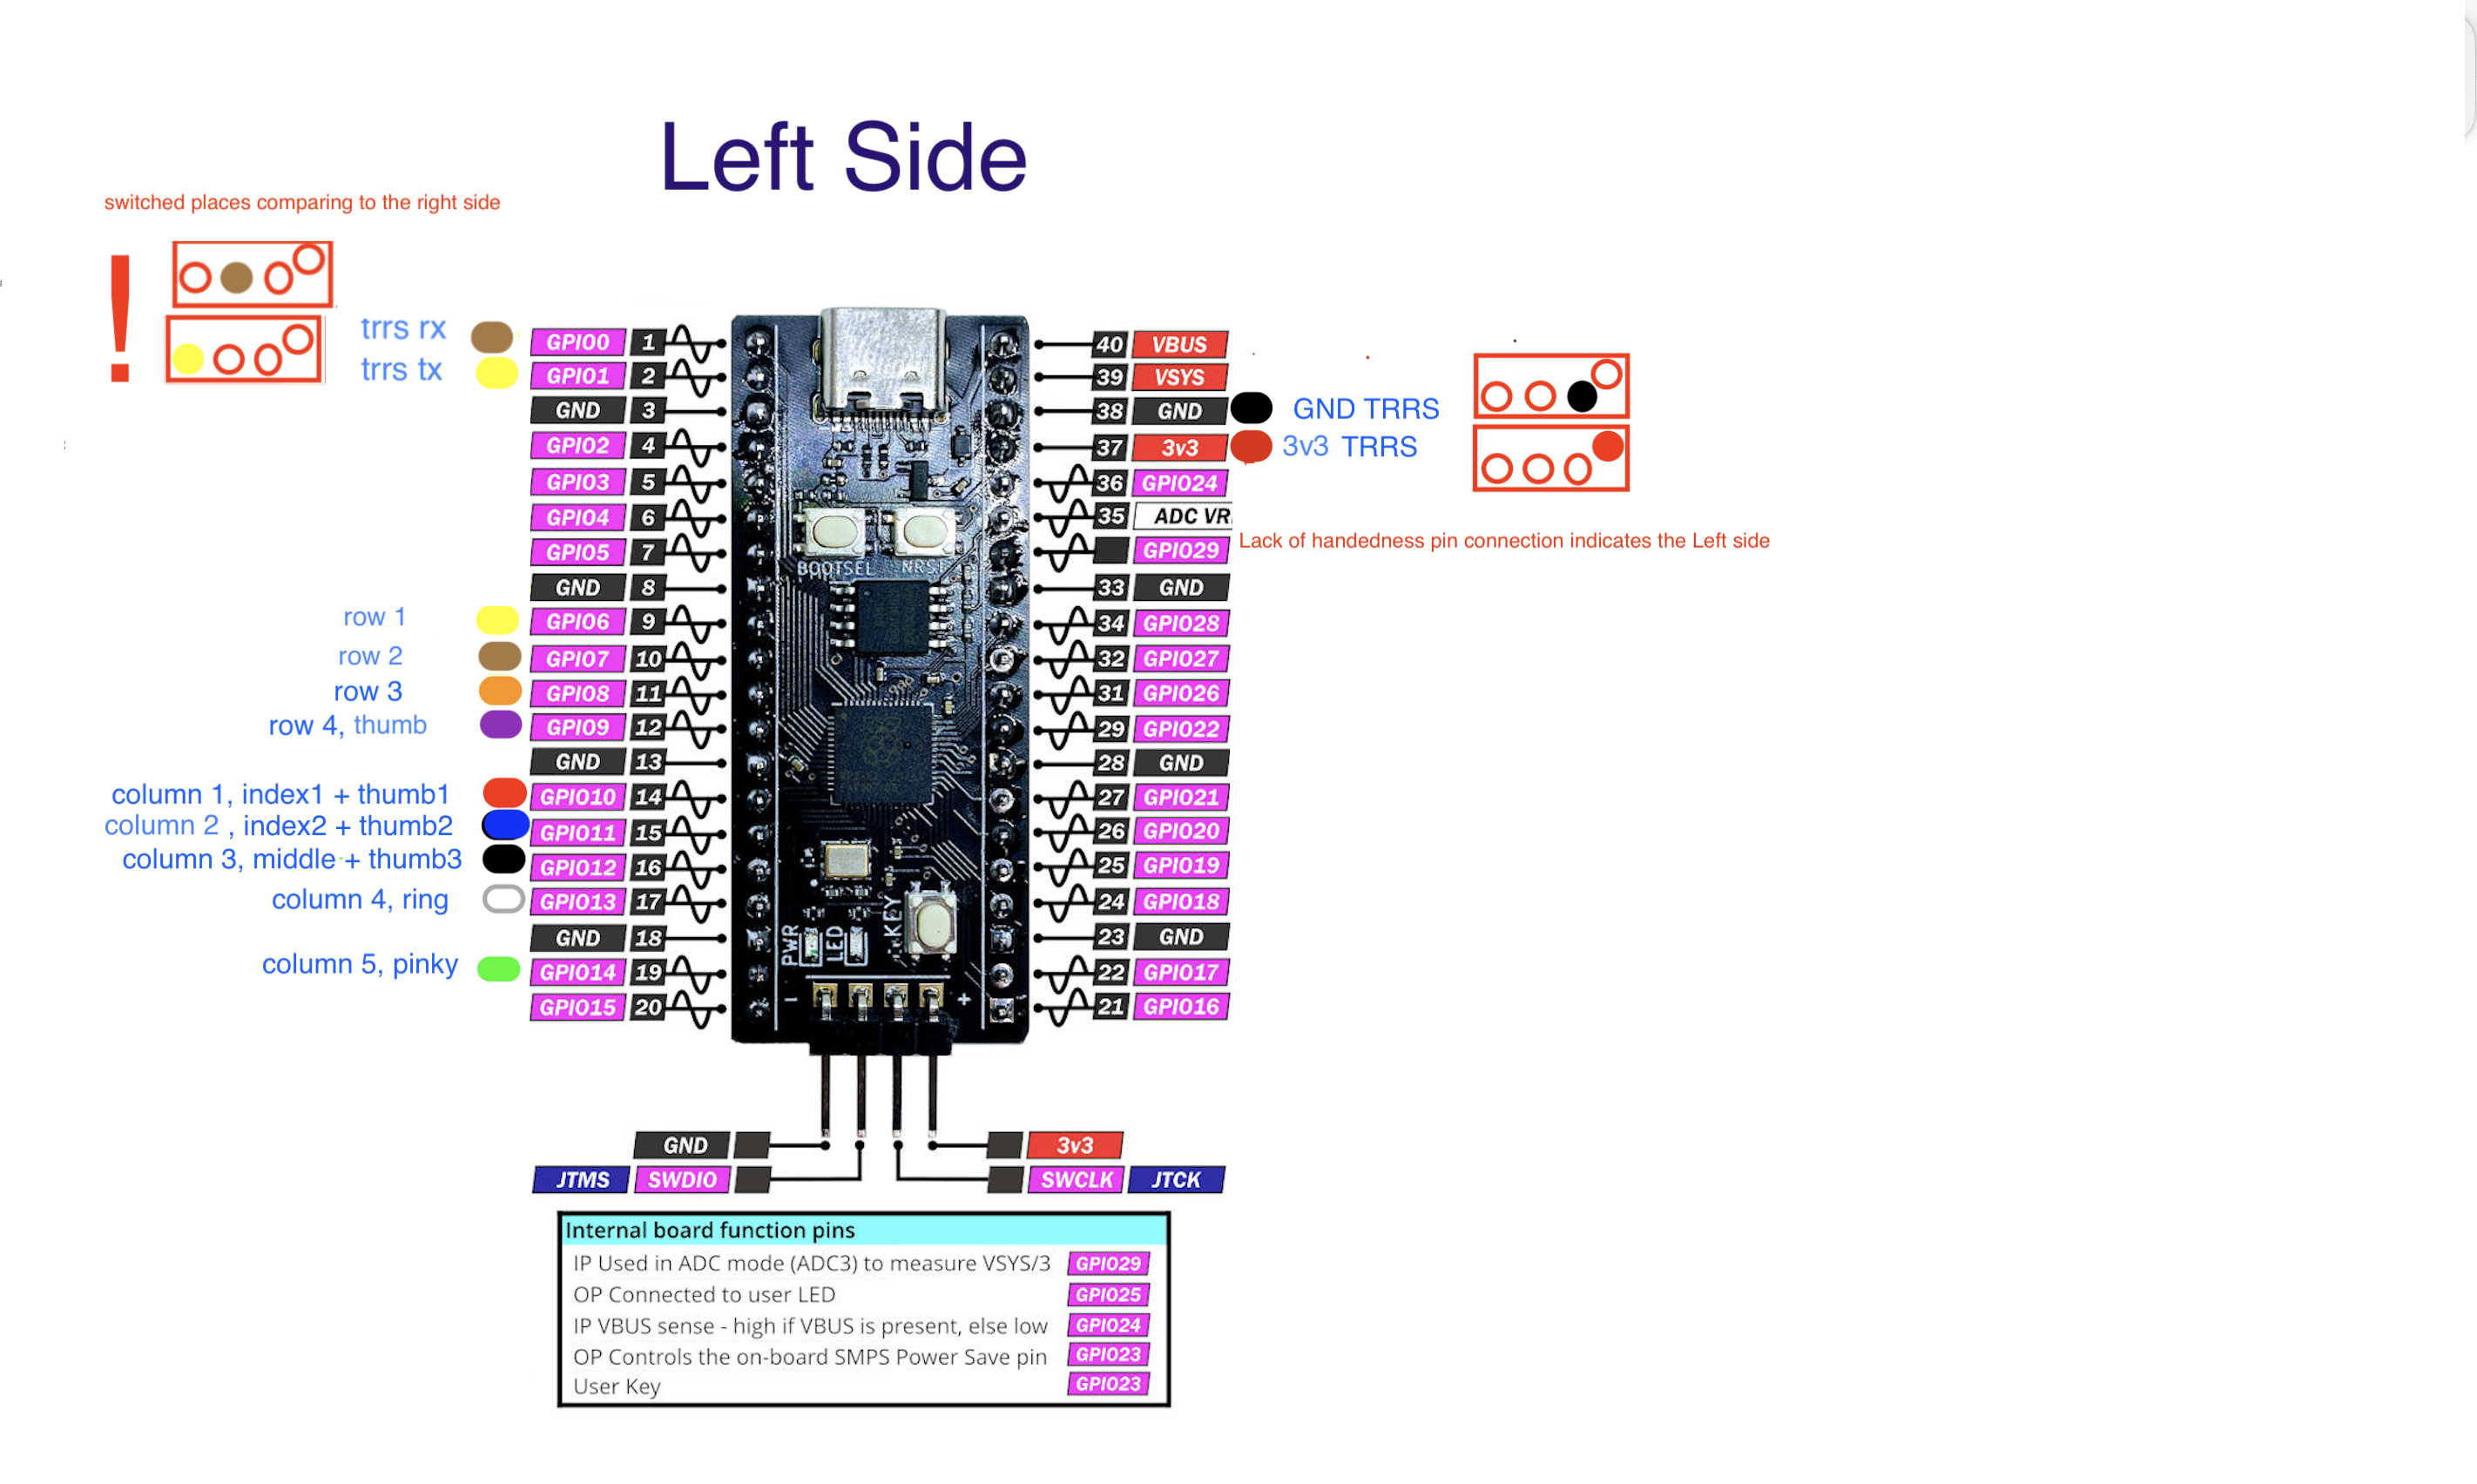 Left Side
switched places comparing to the right side
!
trrs rx GPIO0 1
trrs tx GPIO1 2
GND 3
GPIO2 4
GPIO3 5
GPIO4 6
GPIO5 7
GND 8
row 1 GPIO6 9
row 2 GPIO7 10
row 3 GPIO8 11
row 4, thumb GPIO9 12
GND 13
column 1, index1 + thumb1 GPIO10 14
column 2 , index2 + thumb2 GPIO11 15
column 3, middle + thumb3 GPIO12 16
column 4, ring GPIO13 17
GND 18
column 5, pinky GPIO14 19
GPIO15 20
40 VBUS
39 VSYS
38 GND GND TRRS
37 3v3 3v3 TRRS
36 GPIO24
35 ADC VR
GPIO29 Lack of handedness pin connection indicates the Left side
33 GND
34 GPIO28
32 GPIO27
31 GPIO26
29 GPIO22
28 GND
27 GPIO21
26 GPIO20
25 GPIO19
24 GPIO18
23 GND
22 GPIO17
21 GPIO16
BOOTSEL NRST
PWR
LED
KEY
- +
GND 3v3
JTMS SWDIO SWCLK JTCK
Internal board function pins
IP Used in ADC mode (ADC3) to measure VSYS/3 GPIO29
OP Connected to user LED GPIO25
IP VBUS sense - high if VBUS is present, else low GPIO24
OP Controls the on-board SMPS Power Save pin GPIO23
User Key GPIO23